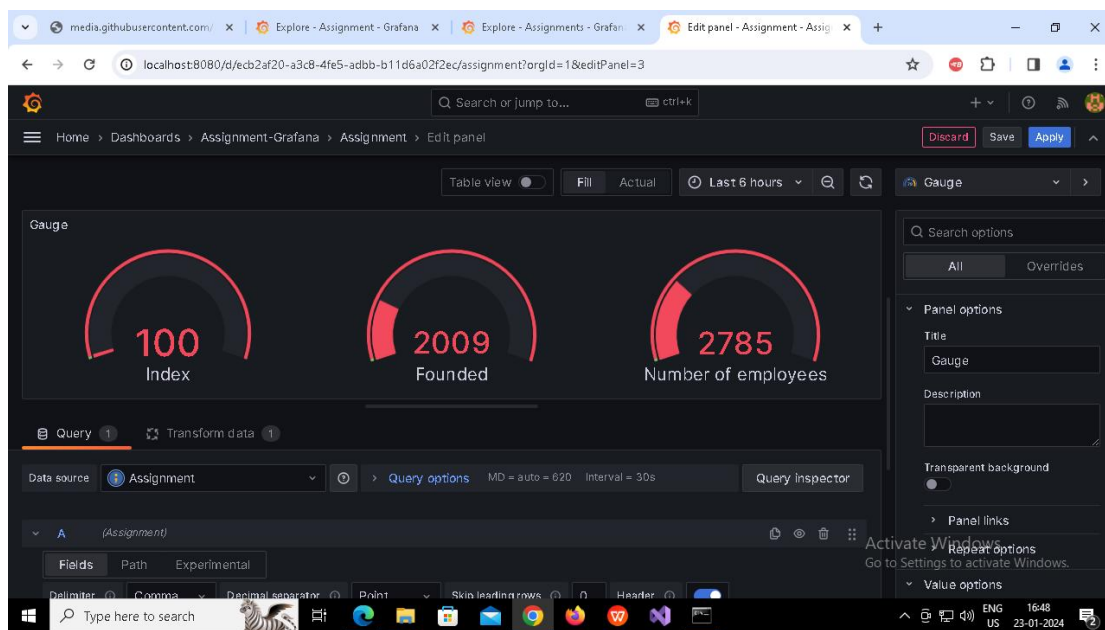 media.githubusercontent.com/
Explore - Assignment - Grafana
Explore - Assignments - Grafan
Edit panel - Assignment - Assig
localhost:8080/d/ecb2af20-a3c8-4fe5-adbb-b11d6a02f2ec/assignment?orgId=1&editPanel=3
Search or jump to... ctrl+k
Home > Dashboards > Assignment-Grafana > Assignment > Edit panel
Discard Save Apply
Table view Fill Actual Last 6 hours
Gauge
Search options
All Overrides
Gauge
100
Index
2009
Founded
2785
Number of employees
Panel options
Title
Gauge
Description
Transparent background
Panel links
Repeat options
Value options
Query 1 Transform data 1
Data source Assignment > Query options MD = auto = 620 Interval = 30s Query inspector
A (Assignment)
Fields Path Experimental
Delimiter Comma Decimal separator Point Skip leading rows 0 Header
Activate Windows
Go to Settings to activate Windows.
Type here to search
ENG
US
16:48
23-01-2024
2